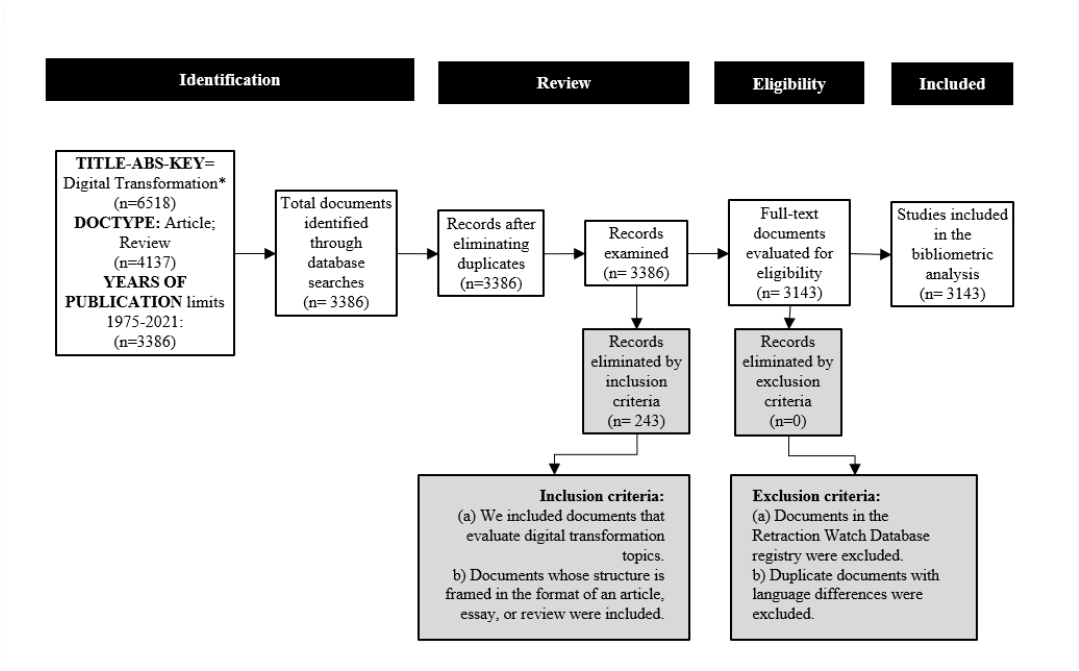 Identification
Review
Eligibility
Included
TITLE-ABS-KEY=
Digital Transformation*
(n=6518)
DOCTYPE: Article;
Review
(n=4137)
YEARS OF
PUBLICATION limits
1975-2021:
(n=3386)
Total documents
identified
through
database
searches
(n= 3386)
Records after
eliminating
duplicates
(n=3386)
Records
examined
(n= 3386)
Full-text
documents
evaluated for
eligibility
(n= 3143)
Studies included
in the
bibliometric
analysis
(n= 3143)
Records
eliminated by
inclusion
criteria
(n= 243)
Records
eliminated by
exclusion
criteria
(n=0)
Inclusion criteria:
(a) We included documents that
evaluate digital transformation
topics.
b) Documents whose structure is
framed in the format of an article,
essay, or review were included.
Exclusion criteria:
(a) Documents in the
Retraction Watch Database
registry were excluded.
b) Duplicate documents with
language differences were
excluded.